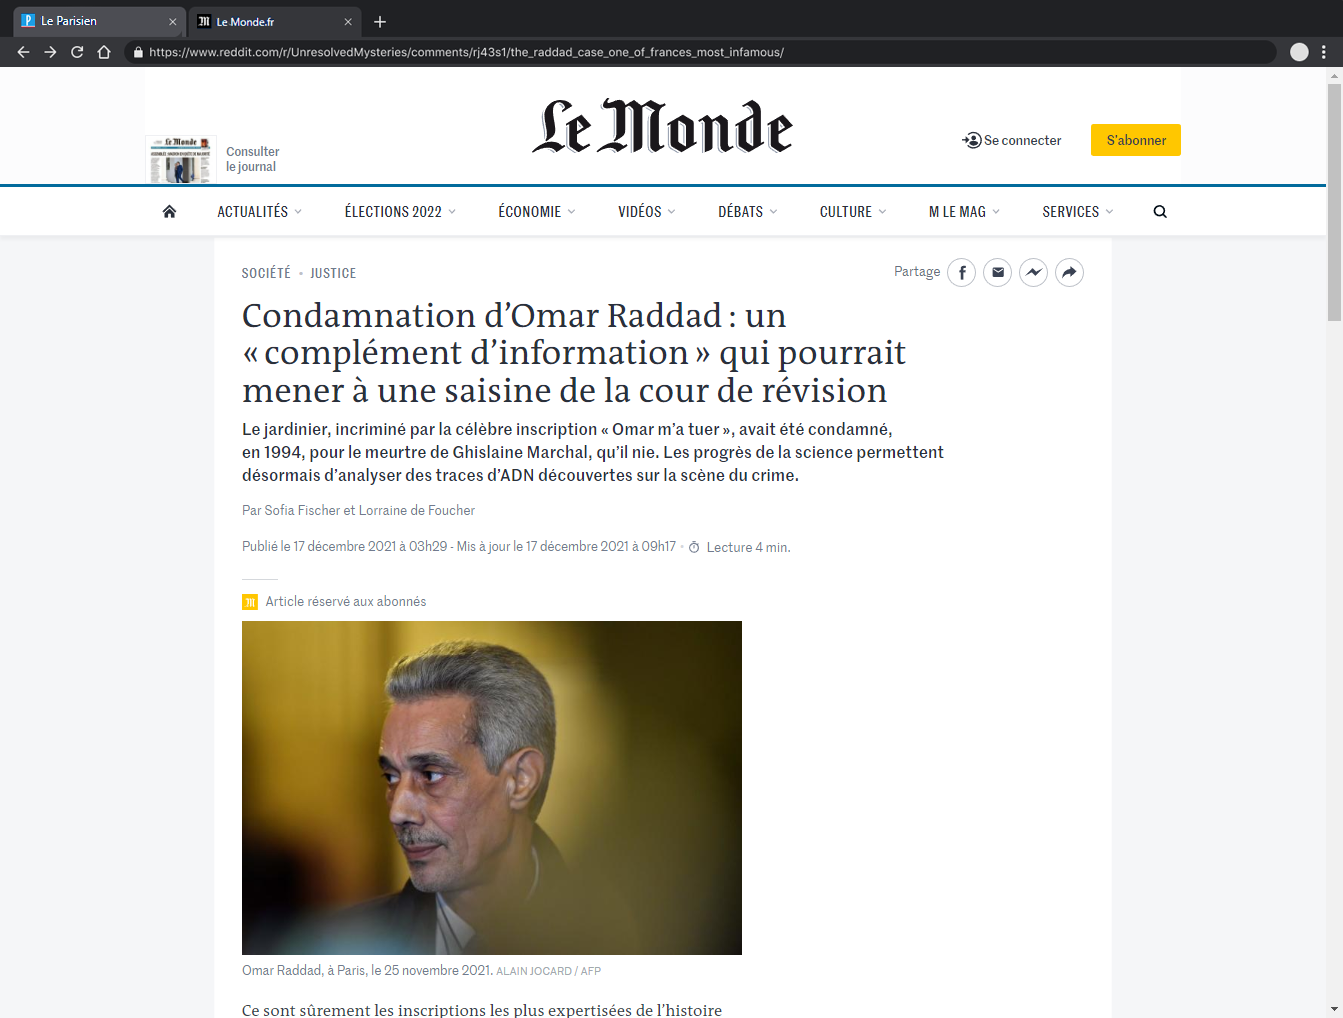 Le Parisien
Le Monde.fr
https://www.reddit.com/r/UnresolvedMysteries/comments/rj43s1/the_raddad_case_one_of_frances_most_infamous/
Le Monde
Le Monde
Consulter
le journal
Se connecter
S'abonner
ACTUALITÉS
ÉLECTIONS 2022
ÉCONOMIE
VIDÉOS
DÉBATS
CULTURE
M LE MAG
SERVICES
SOCIÉTÉ • JUSTICE
Partage
Condamnation d’Omar Raddad : un
« complément d’information » qui pourrait
mener à une saisine de la cour de révision
Le jardinier, incriminé par la célèbre inscription « Omar m’a tuer », avait été condamné,
en 1994, pour le meurtre de Ghislaine Marchal, qu’il nie. Les progrès de la science permettent
désormais d’analyser des traces d’ADN découvertes sur la scène du crime.
Par Sofia Fischer et Lorraine de Foucher
Publié le 17 décembre 2021 à 03h29 - Mis à jour le 17 décembre 2021 à 09h17 • Lecture 4 min.
Article réservé aux abonnés
Omar Raddad, à Paris, le 25 novembre 2021. ALAIN JOCARD / AFP
Ce sont sûrement les inscriptions les plus expertisées de l’histoire